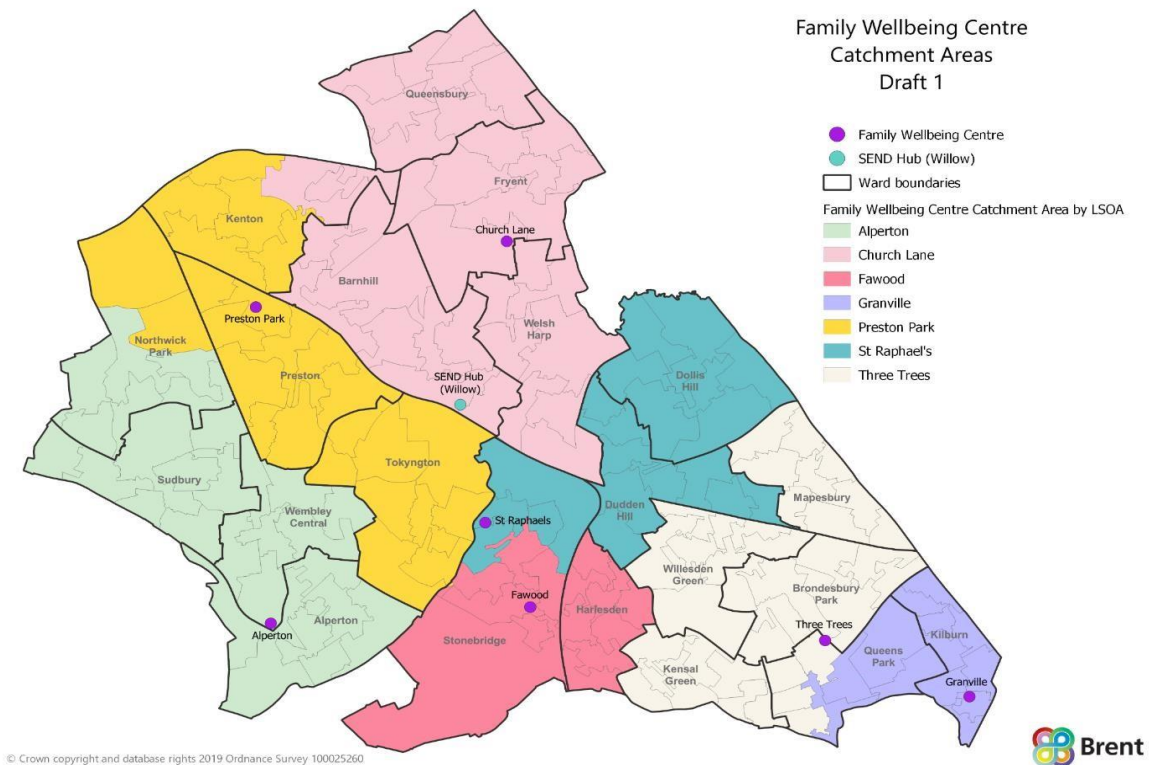 Family Wellbeing Centre
Catchment Areas
Draft 1
Family Wellbeing Centre
SEND Hub (Willow)
Ward boundaries
Family Wellbeing Centre Catchment Area by LSOA
Alperton
Church Lane
Fawood
Granville
Preston Park
St Raphael's
Three Trees
Queensbury
Fryent
Kenton
Church Lane
Barnhill
Preston Park
Welsh
Harp
Northwick
Park
Preston
SEND Hub
(Willow)
Dollis
Hill
Tokyngton
Sudbury
Mapesbury
Wembley
Central
Dudden
Hill
St Raphaels
Willesden
Green
Brondesbury
Park
Fawood
Harlesden
Alperton
Alperton
Stonebridge
Three Trees
Kilburn
Queens
Park
Kensal
Green
Granville
© Crown copyright and database rights 2019 Ordnance Survey 100025260
Brent